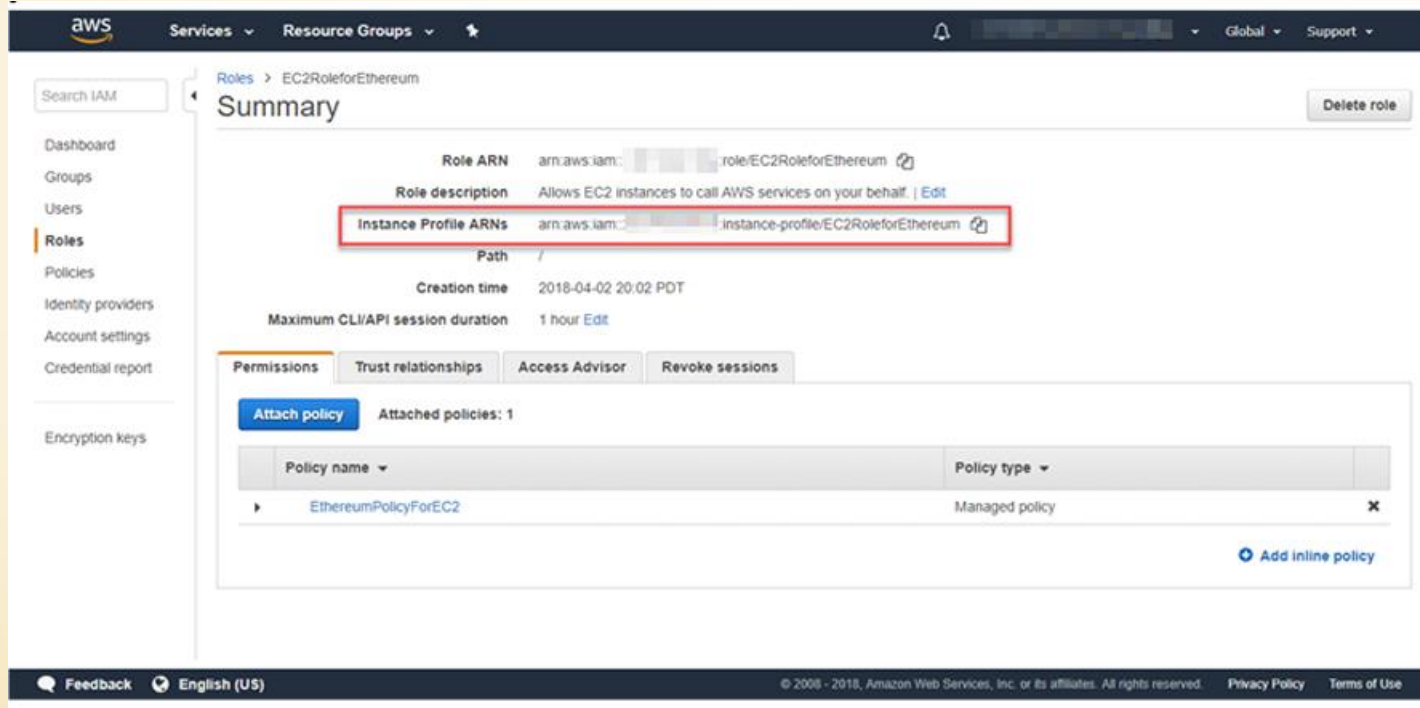 aws Services Resource Groups Global Support
Search IAM
Roles > EC2RoleforEthereum
Summary
Delete role
Dashboard
Groups
Users
Roles
Policies
Identity providers
Account settings
Credential report
Encryption keys
Role ARN arn:aws:iam:: :role/EC2RoleforEthereum
Role description Allows EC2 instances to call AWS services on your behalf. | Edit
Instance Profile ARNs arn:aws:iam:: :instance-profile/EC2RoleforEthereum
Path /
Creation time 2018-04-02 20:02 PDT
Maximum CLI/API session duration 1 hour Edit
Permissions Trust relationships Access Advisor Revoke sessions
Attach policy Attached policies: 1
Policy name Policy type
EthereumPolicyForEC2 Managed policy
Add inline policy
Feedback English (US) © 2008 - 2018, Amazon Web Services, Inc. or its affiliates. All rights reserved. Privacy Policy Terms of Use